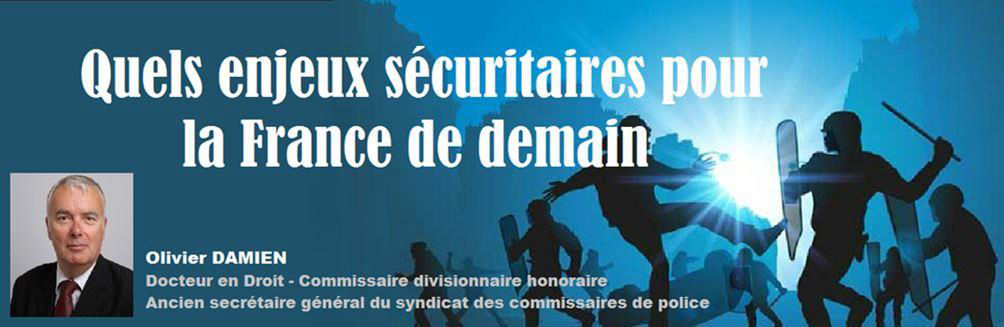 Quels enjeux sécuritaires pour
la France de demain
Olivier DAMIEN
Docteur en Droit - Commissaire divisionnaire honoraire
Ancien secrétaire général du syndicat des commissaires de police